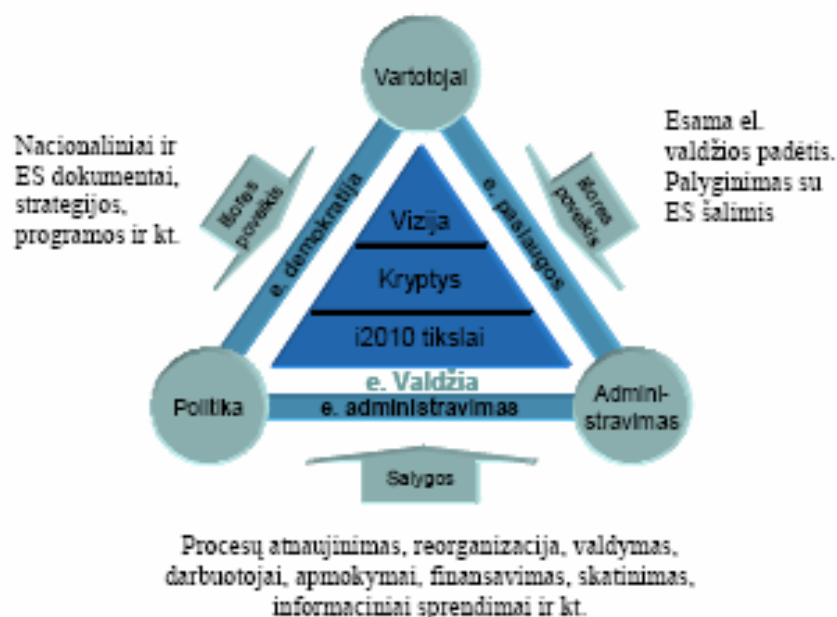 Vartotojai
Nacionaliniai ir
ES dokumentai,
strategijos,
programos ir kt.
Esama el.
valdžios padėtis.
Palyginimas su
ES šalimis
Išorės
poveikis
Išorės
poveikis
e. demokratija
e. paslaugos
Vizija
Kryptys
i2010 tikslai
e. Valdžia
e. administravimas
Politika
Admini-
stravimas
Salygos
Procesų atnaujinimas, reorganizacija, valdymas,
darbuotojai, apmokymai, finansavimas, skatinimas,
informaciniai sprendimai ir kt.